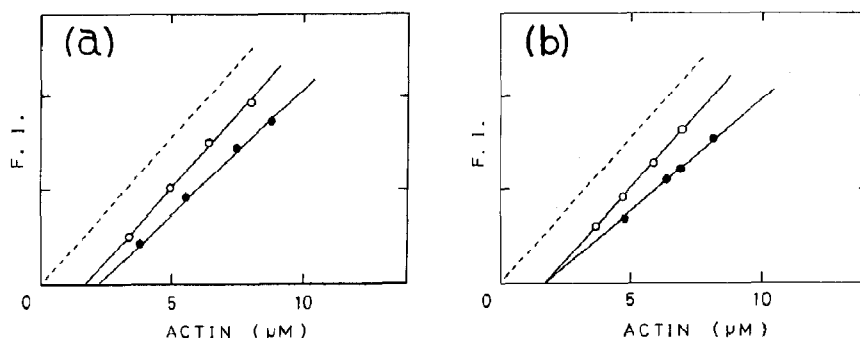 (a)
F. I.
0
5
10
ACTIN (μM)
(b)
F. I.
0
5
10
ACTIN (μM)